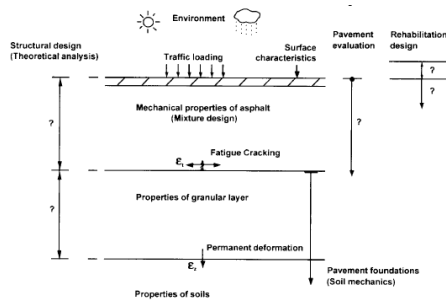 Environment
Structural design
(Theoretical analysis)
Traffic loading
Surface
characteristics
Pavement
evaluation
Rehabilitation
design
?
?
Mechanical properties of asphalt
(Mixture design)
?
?
Fatigue Cracking
εt
?
Properties of granular layer
Permanent deformation
εz
Pavement foundations
(Soil mechanics)
Properties of soils